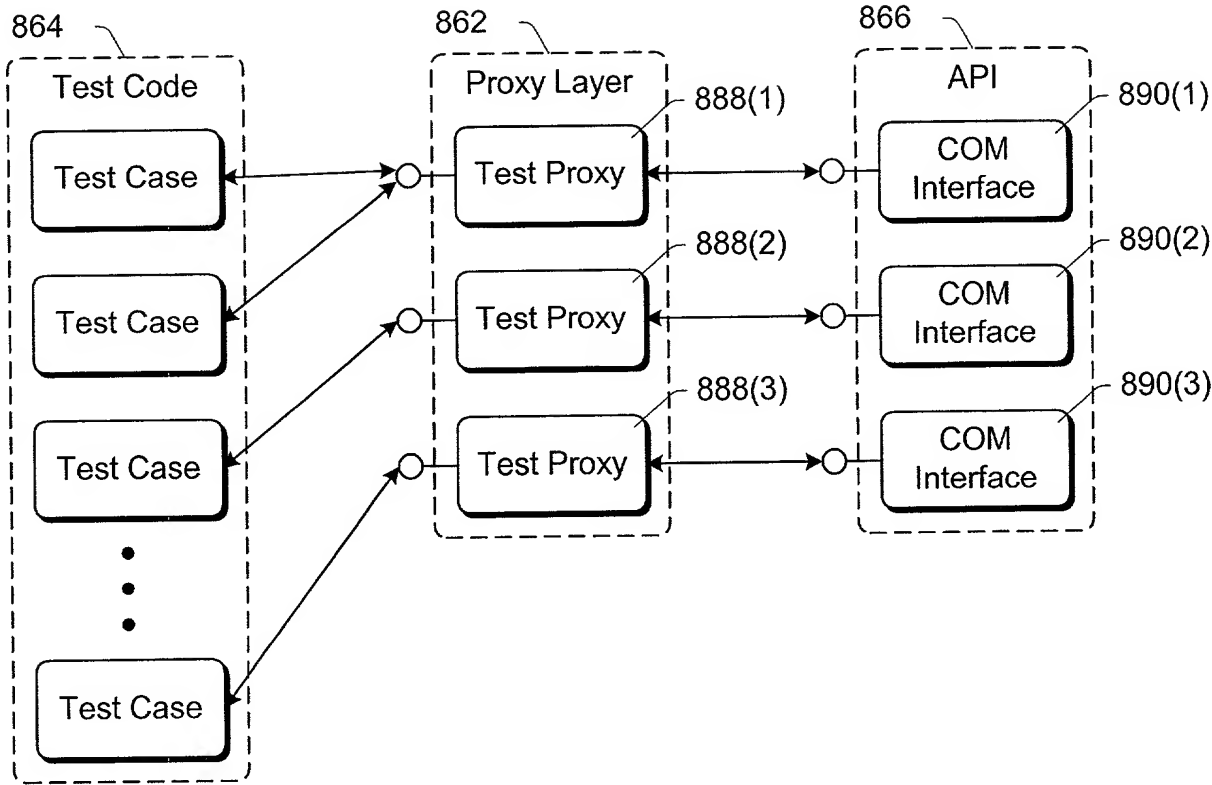 864
862
866
Test Code
Proxy Layer
API
888(1)
890(1)
Test Case
Test Proxy
COM
Interface
888(2)
890(2)
Test Case
Test Proxy
COM
Interface
888(3)
890(3)
Test Case
Test Proxy
COM
Interface
Test Case